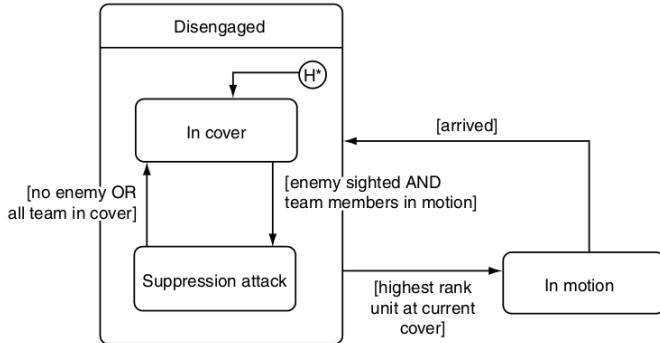 Disengaged
H*
In cover
[arrived]
[no enemy OR
all team in cover]
[enemy sighted AND
team members in motion]
Suppression attack
[highest rank
unit at current
cover]
In motion